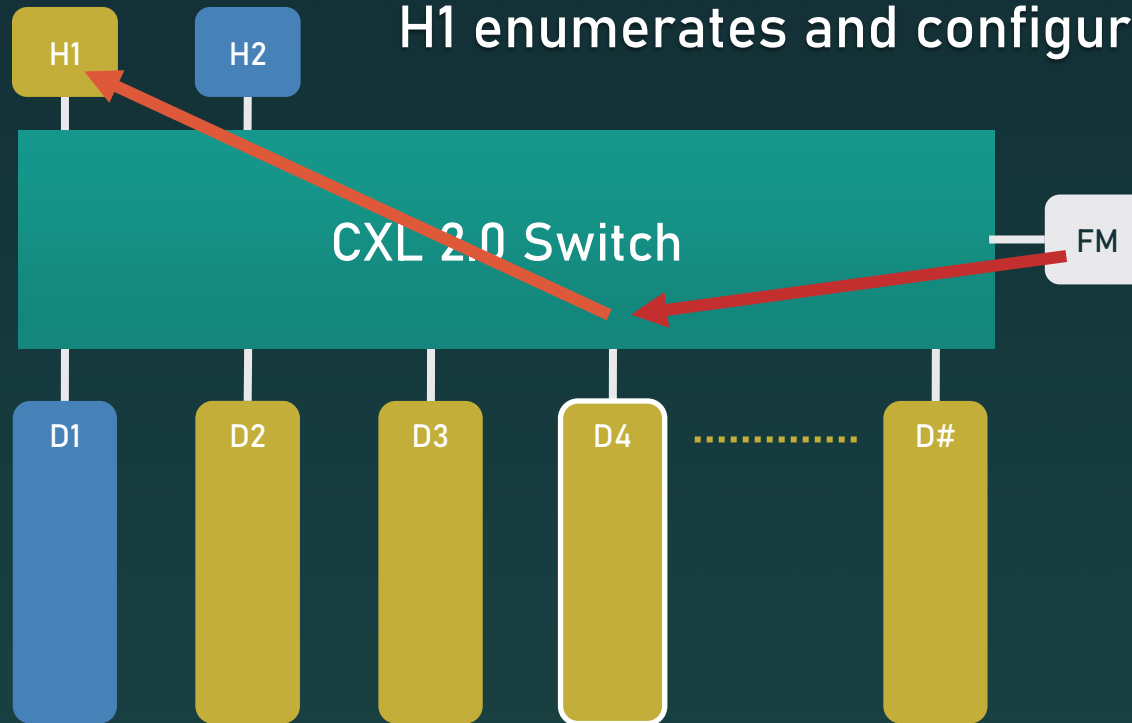 H1 enumerates and configur
H1
H2
CXL 2.0 Switch
FM
D1
D2
D3
D4
D#